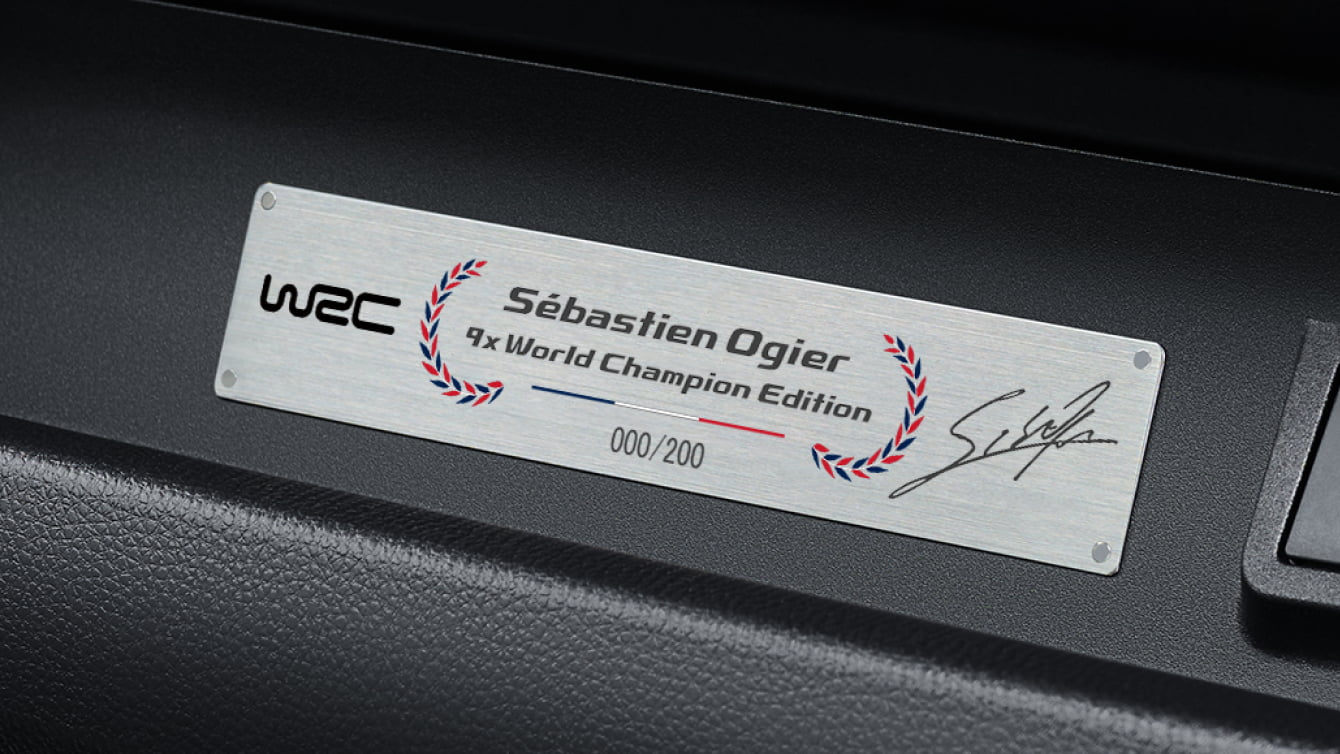 WRC
Sébastien Ogier
9x World Champion Edition
000/200